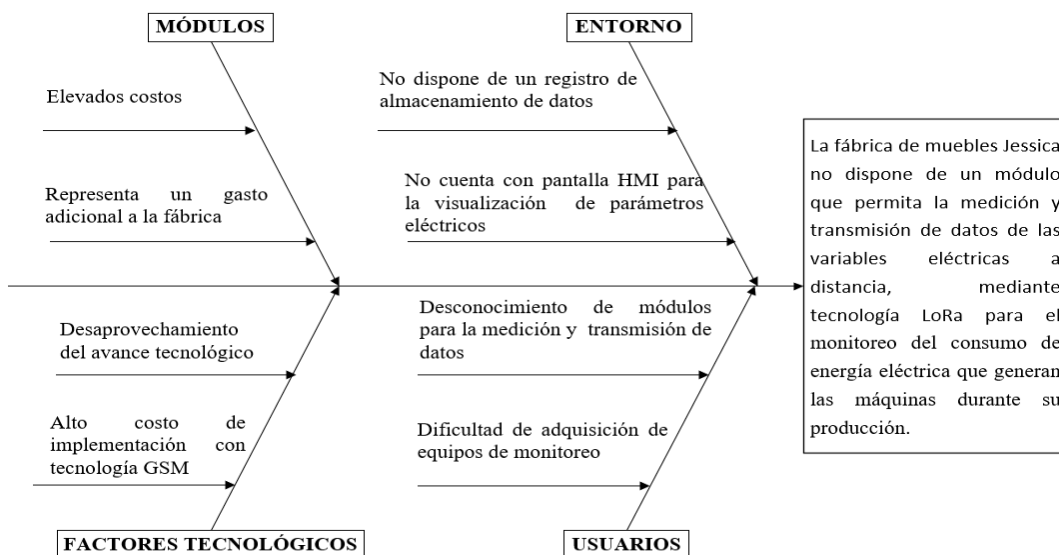 MÓDULOS
Elevados costos
Representa un gasto
adicional a la fábrica
ENTORNO
No dispone de un registro de
almacenamiento de datos
No cuenta con pantalla HMI para
la visualización de parámetros
eléctricos
Desaprovechamiento
del avance tecnológico
Alto costo de
implementación con
tecnología GSM
FACTORES TECNOLÓGICOS
Desconocimiento de módulos
para la medición y transmisión de
datos
Dificultad de adquisición de
equipos de monitoreo
USUARIOS
La fábrica de muebles Jessica
no dispone de un módulo
que permita la medición y
transmisión de datos de las
variables eléctricas a
distancia, mediante
tecnología LoRa para el
monitoreo del consumo de
energía eléctrica que generan
las máquinas durante su
producción.